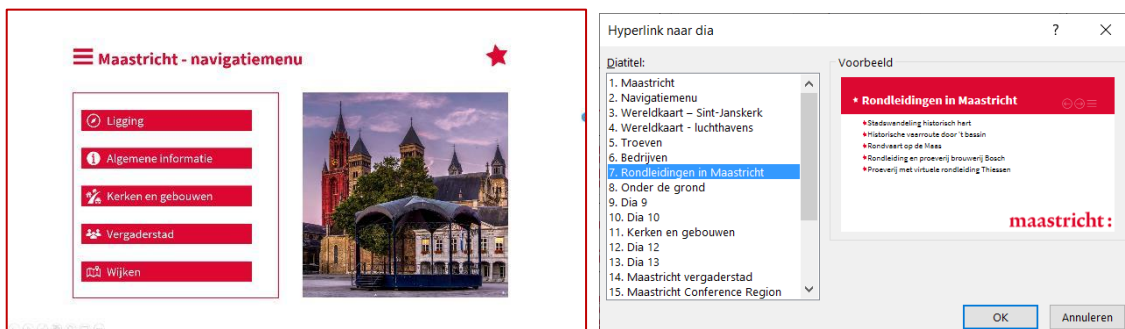 Maastricht - navigatiemenu
Ligging
Algemene informatie
Kerken en gebouwen
Vergaderstad
Wijken
Hyperlink naar dia
? X
Diatitel:
1. Maastricht
2. Navigatiemenu
3. Wereldkaart – Sint-Janskerk
4. Wereldkaart - luchthavens
5. Troeven
6. Bedrijven
7. Rondleidingen in Maastricht
8. Onder de grond
9. Dia 9
10. Dia 10
11. Kerken en gebouwen
12. Dia 12
13. Dia 13
14. Maastricht vergaderstad
15. Maastricht Conference Region
Voorbeeld
Rondleidingen in Maastricht
Stadswandeling historisch hart
Historische vaarroute door 't bassin
Rondvaart op de Maas
Rondleiding en proeverij brouwerij Bosch
Proeverij met virtuele rondleiding Thiessen
maastricht:
OK
Annuleren